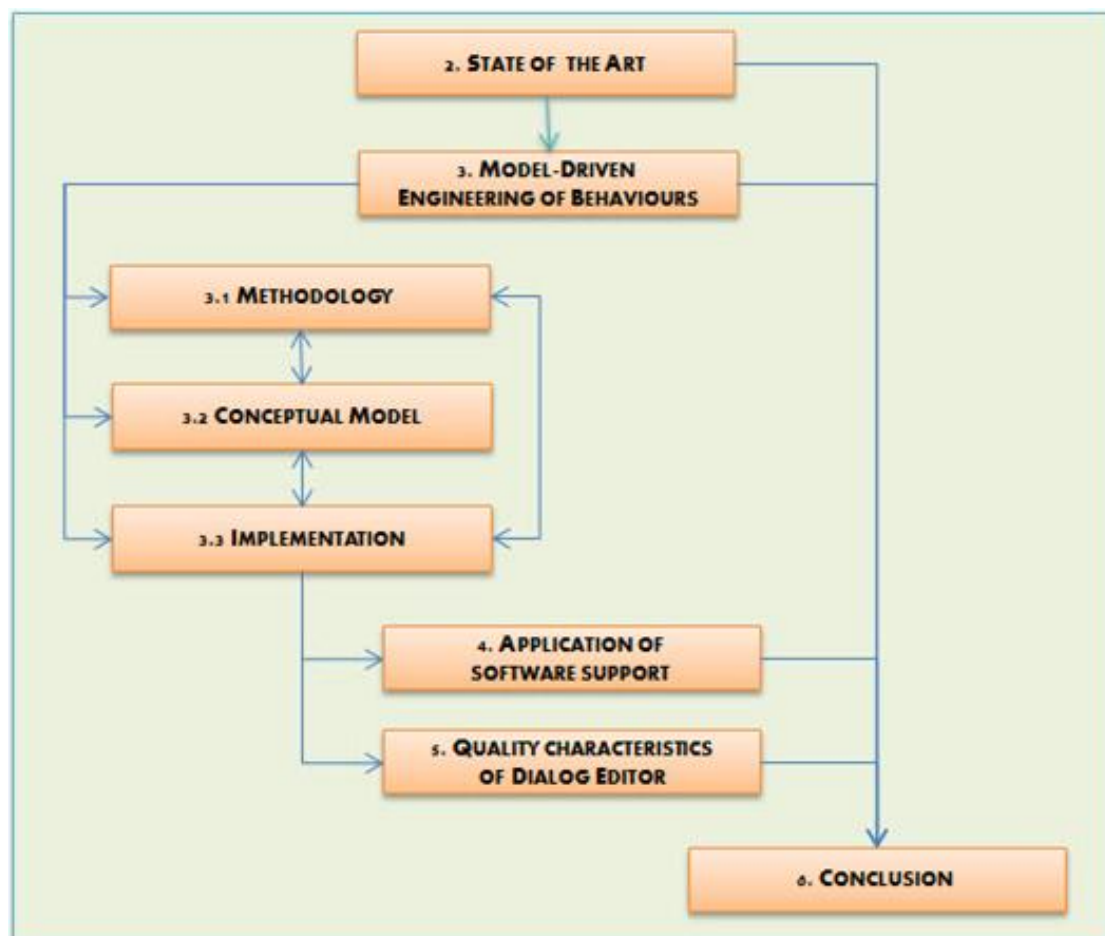 2. State of the Art
3. Model-Driven
Engineering of Behaviours
3.1 Methodology
3.2 Conceptual Model
3.3 Implementation
4. Application of
software support
5. Quality characteristics
of Dialog Editor
6. Conclusion